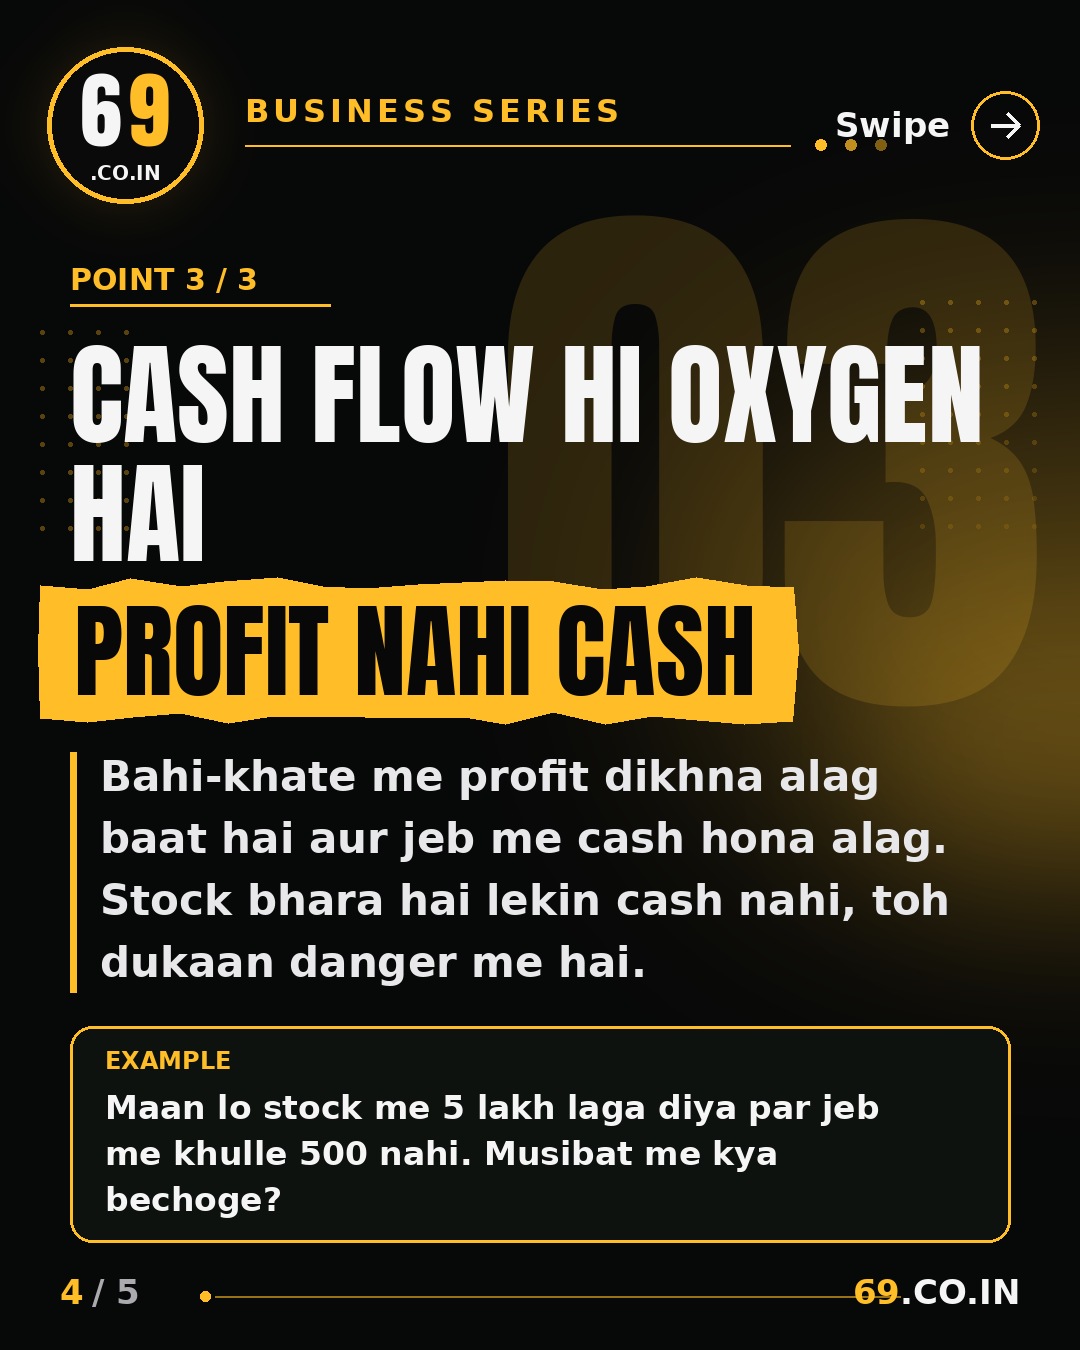 69
.CO.IN
BUSINESS SERIES
Swipe
POINT 3 / 3
03
CASH FLOW HI OXYGEN
HAI
PROFIT NAHI CASH
Bahi-khate me profit dikhna alag
baat hai aur jeb me cash hona alag.
Stock bhara hai lekin cash nahi, toh
dukaan danger me hai.
EXAMPLE
Maan lo stock me 5 lakh laga diya par jeb
me khulle 500 nahi. Musibat me kya
bechoge?
4 / 5
69.CO.IN